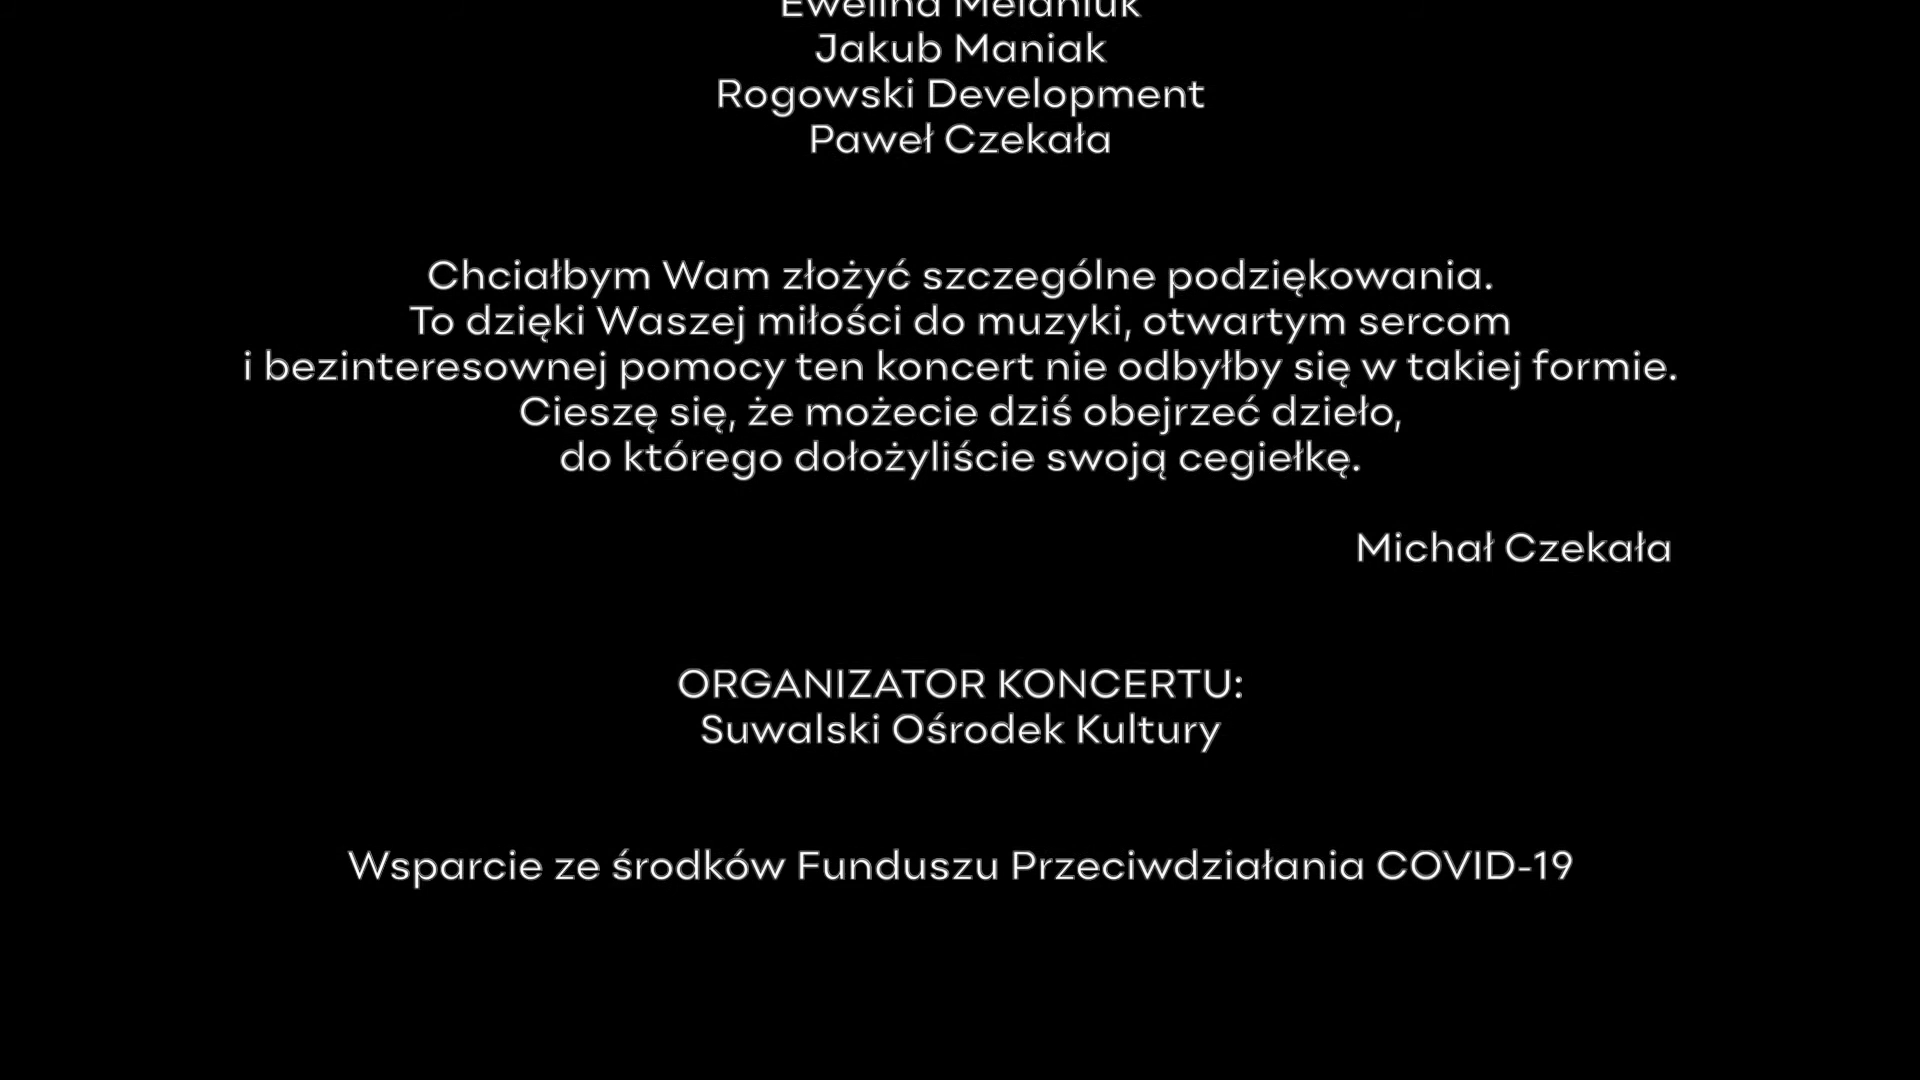 Ewelina Melaniuk
Jakub Maniak
Rogowski Development
Paweł Czekała
Chciałbym Wam złożyć szczególne podziękowania.
To dzięki Waszej miłości do muzyki, otwartym sercom
i bezinteresownej pomocy ten koncert nie odbyłby się w takiej formie.
Cieszę się, że możecie dziś obejrzeć dzieło,
do którego dołożyliście swoją cegiełkę.
Michał Czekała
ORGANIZATOR KONCERTU:
Suwalski Ośrodek Kultury
Wsparcie ze środków Funduszu Przeciwdziałania COVID-19